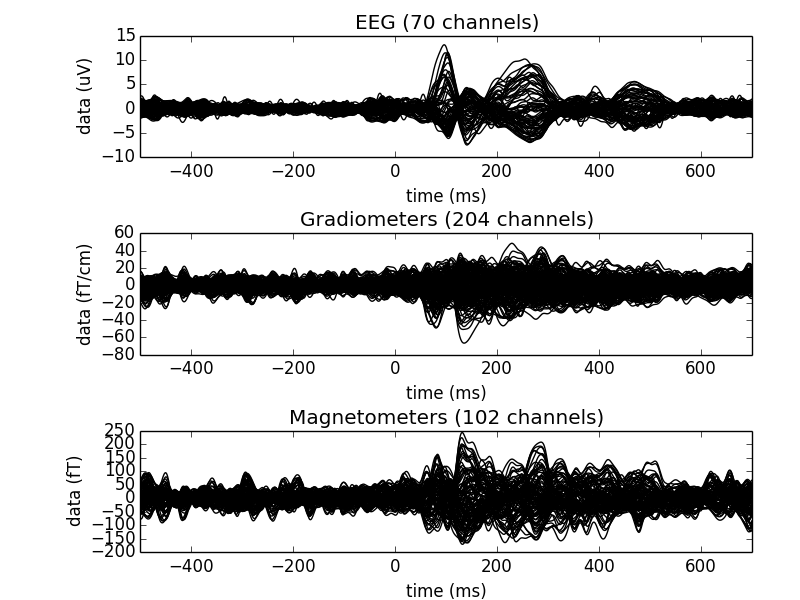 EEG (70 channels)
15
10
5
0
−5
−10
data (uV)
−400 −200 0 200 400 600
time (ms)
Gradiometers (204 channels)
60
40
20
0
−20
−40
−60
−80
data (fT/cm)
−400 −200 0 200 400 600
time (ms)
Magnetometers (102 channels)
250
200
150
100
50
0
−50
−100
−150
−200
data (fT)
−400 −200 0 200 400 600
time (ms)